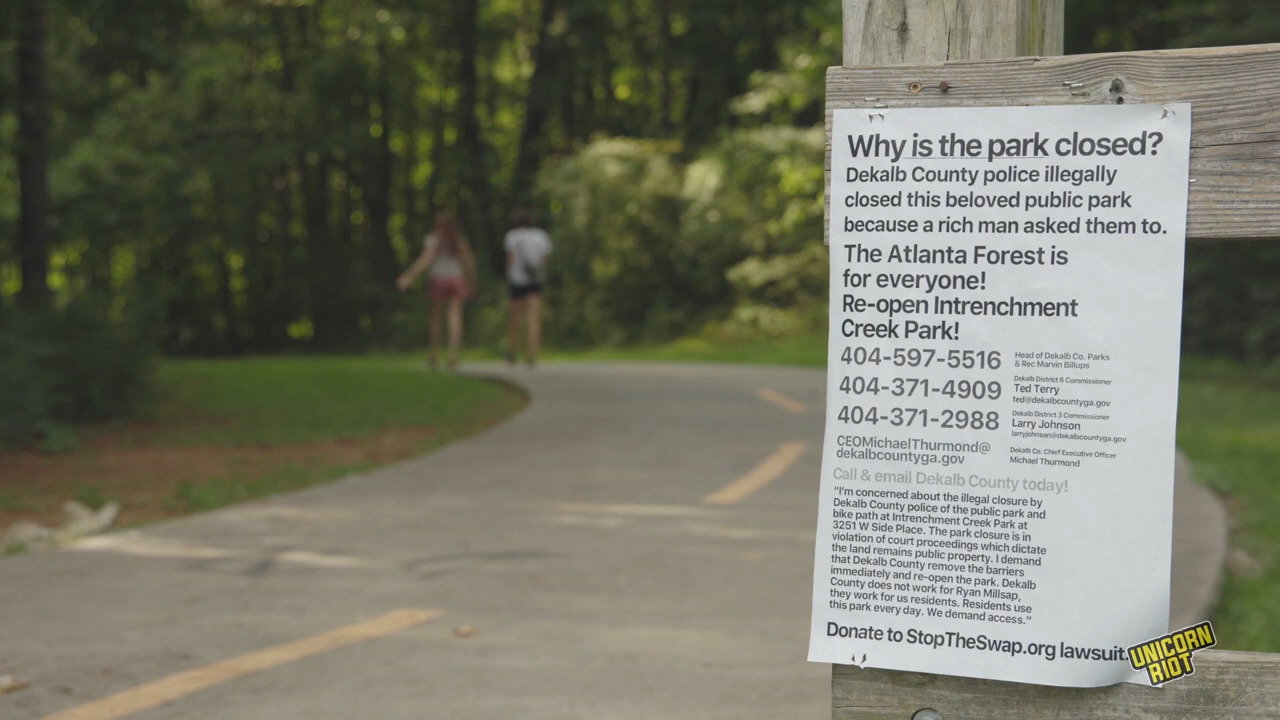 Why is the park closed?
Dekalb County police illegally
closed this beloved public park
because a rich man asked them to.
The Atlanta Forest is
for everyone!
Re-open Intrenchment
Creek Park!
404-597-5516
Head of Dekalb Co. Parks
& Rec Marvin Billups
404-371-4909
Dekalb District 6 Commissioner
Ted Terry
ted@dekalbcountyga.gov
404-371-2988
Dekalb District 3 Commissioner
Larry Johnson
larryjohnson@dekalbcountyga.gov
CEOMichaelThurmond@
dekalbcountyga.gov
Dekalb Co. Chief Executive Officer
Michael Thurmond
Call & email Dekalb County today!
"I'm concerned about the illegal closure by
Dekalb County police of the public park and
bike path at Intrenchment Creek Park at
3251 W Side Place. The park closure is in
violation of court proceedings which dictate
the land remains public property. I demand
that Dekalb County remove the barriers
immediately and re-open the park. Dekalb
County does not work for Ryan Millsap,
they work for us residents. Residents use
this park every day. We demand access."
Donate to StopTheSwap.org lawsuit.
UNICORN
RIOT